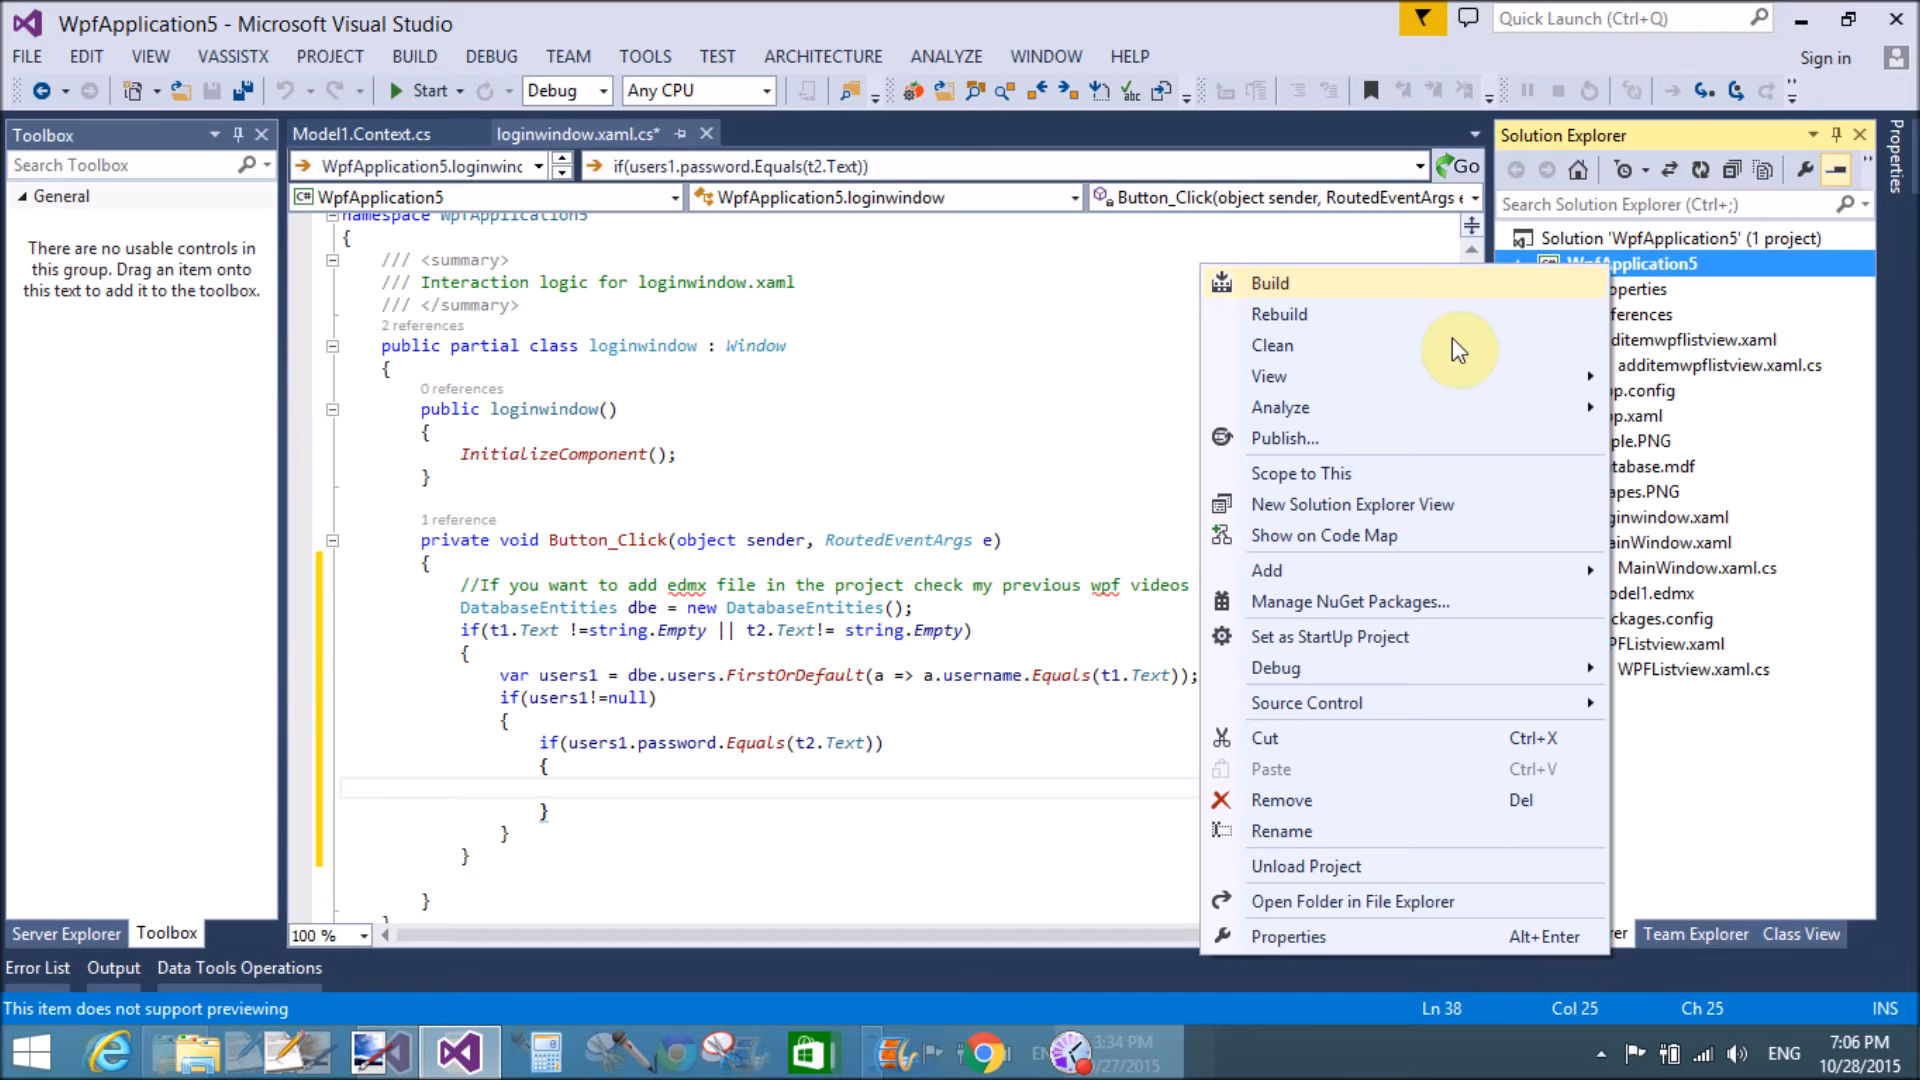 WpfApplication5 - Microsoft Visual Studio
Quick Launch (Ctrl+Q)
FILE EDIT VIEW VASSISTX PROJECT BUILD DEBUG TEAM TOOLS TEST ARCHITECTURE ANALYZE WINDOW HELP
Sign in
Start Debug Any CPU
Toolbox
Search Toolbox
General
There are no usable controls in
this group. Drag an item onto
this text to add it to the toolbox.
Server Explorer Toolbox
Model1.Context.cs loginwindow.xaml.cs*
WpfApplication5.loginwinc if(users1.password.Equals(t2.Text)) Go
WpfApplication5 WpfApplication5.loginwindow Button_Click(object sender, RoutedEventArgs e
namespace WpfApplication5
{
/// <summary>
/// Interaction logic for loginwindow.xaml
/// </summary>
2 references
public partial class loginwindow : Window
{
0 references
public loginwindow()
{
InitializeComponent();
}
1 reference
private void Button_Click(object sender, RoutedEventArgs e)
{
//If you want to add edmx file in the project check my previous wpf videos
DatabaseEntities dbe = new DatabaseEntities();
if(t1.Text !=string.Empty || t2.Text!= string.Empty)
{
var users1 = dbe.users.FirstOrDefault(a => a.username.Equals(t1.Text));
if(users1!=null)
{
if(users1.password.Equals(t2.Text))
{
}
}
}
}
100 %
Build
Rebuild
Clean
View
Analyze
Publish...
Scope to This
New Solution Explorer View
Show on Code Map
Add
Manage NuGet Packages...
Set as StartUp Project
Debug
Source Control
Cut Ctrl+X
Paste Ctrl+V
Remove Del
Rename
Unload Project
Open Folder in File Explorer
Properties Alt+Enter
Solution Explorer
Search Solution Explorer (Ctrl+;)
Solution 'WpfApplication5' (1 project)
WpfApplication5
operties
ferences
ditemwpflistview.xaml
additemwpflistview.xaml.cs
pp.config
pp.xaml
ple.PNG
tabase.mdf
apes.PNG
ginwindow.xaml
ainWindow.xaml
MainWindow.xaml.cs
odel1.edmx
ckages.config
PFListview.xaml
WPFListview.xaml.cs
er Team Explorer Class View
Properties
Error List Output Data Tools Operations
This item does not support previewing Ln 38 Col 25 Ch 25 INS
3:34 PM
ENG 7:06 PM
10/28/2015